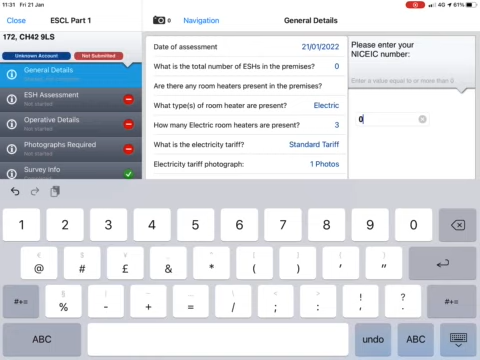 11:31 Fri 21 Jan
4G 61%
Close
ESCL Part 1
0
Navigation
General Details
172, CH42 9LS
Unknown Account
Not Submitted
General Details
ESH Assessment
Not started
Operative Details
Not started
Photographs Required
Not started
Survey Info
Date of assessment 21/01/2022
What is the total number of ESHs in the premises? 0
Are there any room heaters present in the premises?
What type(s) of room heater are present? Electric
How many Electric room heaters are present? 3
What is the electricity tariff? Standard Tariff
Electricity tariff photograph: 1 Photos
Please enter your
NICEIC number:
Enter a value equal to or more than 0
0
1 2 3 4 5 6 7 8 9 0
@ # £ & * ( ) ' "
#+= % - + = / ; : ! ? #+=
ABC undo ABC